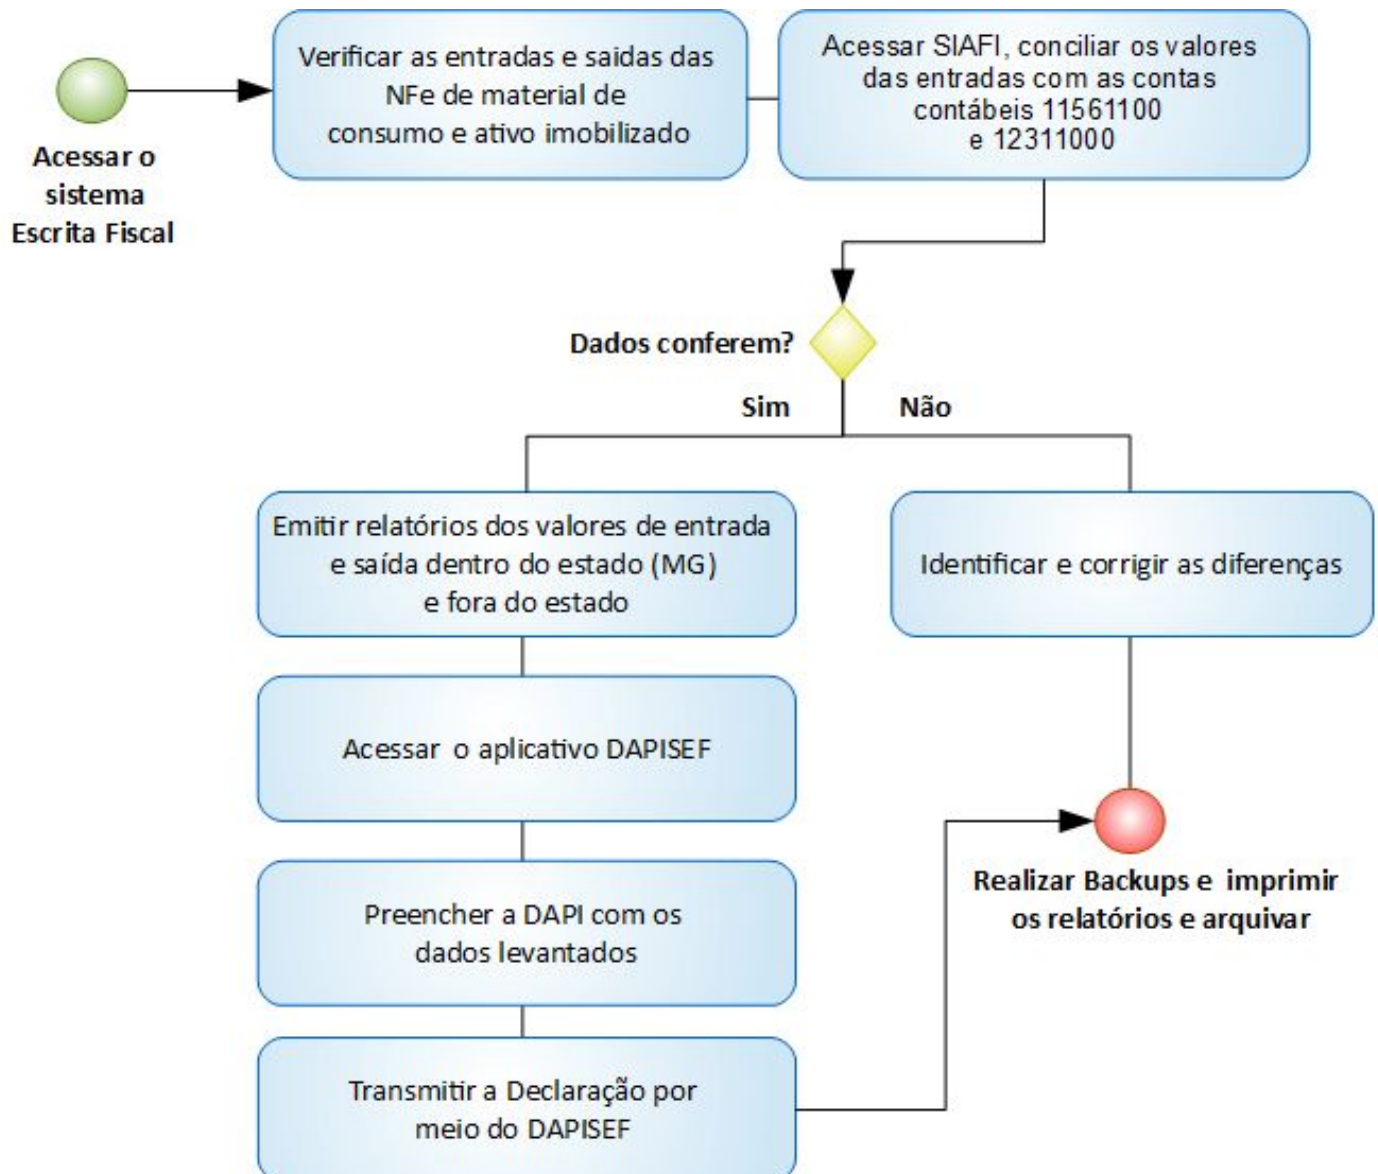 Acessar o
sistema
Escrita Fiscal
Verificar as entradas e saidas das
NFe de material de
consumo e ativo imobilizado
Acessar SIAFI, conciliar os valores
das entradas com as contas
contábeis 11561100
e 12311000
Dados conferem?
Sim
Não
Emitir relatórios dos valores de entrada
e saída dentro do estado (MG)
e fora do estado
Identificar e corrigir as diferenças
Acessar o aplicativo DAPISEF
Preencher a DAPI com os
dados levantados
Transmitir a Declaração por
meio do DAPISEF
Realizar Backups e imprimir
os relatórios e arquivar